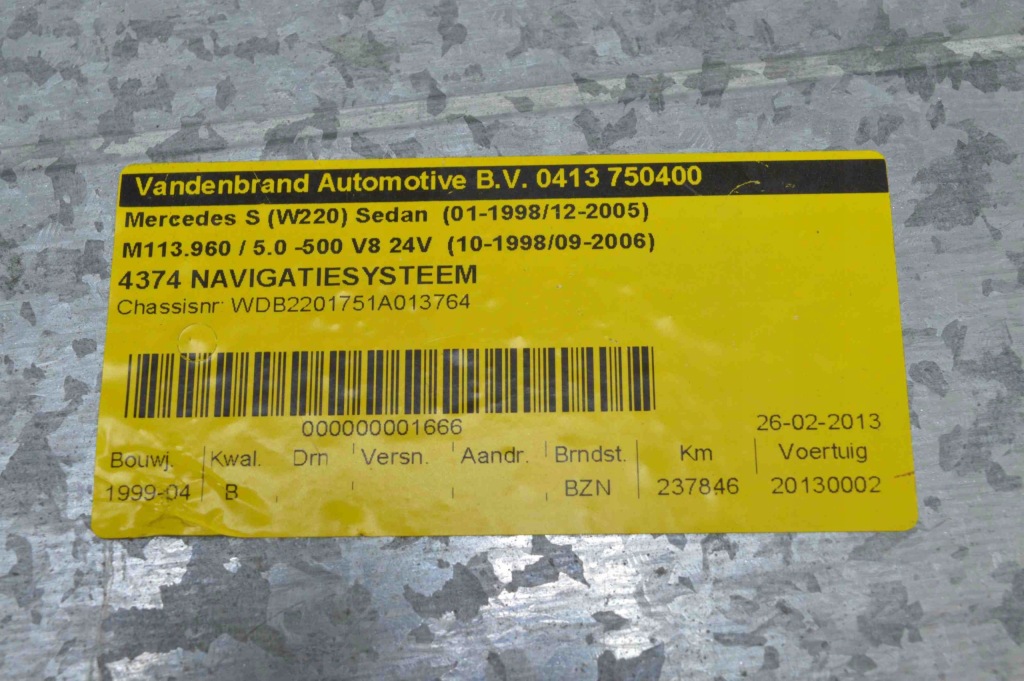 Vandenbrand Automotive B.V. 0413 750400
Mercedes S (W220) Sedan (01-1998/12-2005)
M113.960 / 5.0 -500 V8 24V (10-1998/09-2006)
4374 NAVIGATIESYSTEEM
Chassisnr: WDB2201751A013764
000000001666
26-02-2013
Bouwj. Kwal. Drn Versn. Aandr. Brndst. Km Voertuig
1999-04 B BZN 237846 20130002